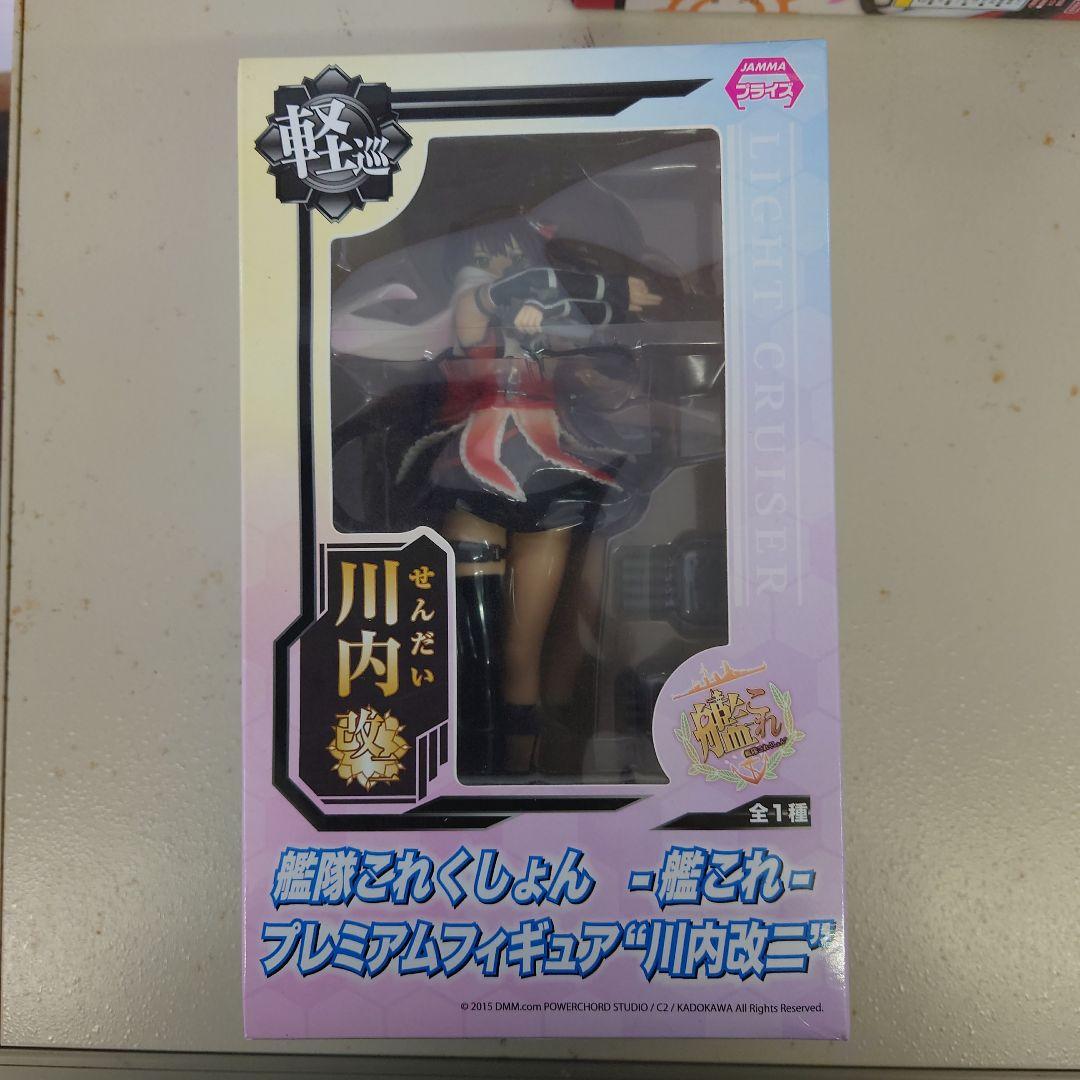 軽巡
JAMMA
プライズ
LIGHT CRUISER
せんだい
川内
改二
艦これ
全1種
艦隊これくしょん -艦これ-
プレミアムフィギュア“川内改二”
© 2015 DMM.com POWERCHORD STUDIO / C2 / KADOKAWA All Rights Reserved.